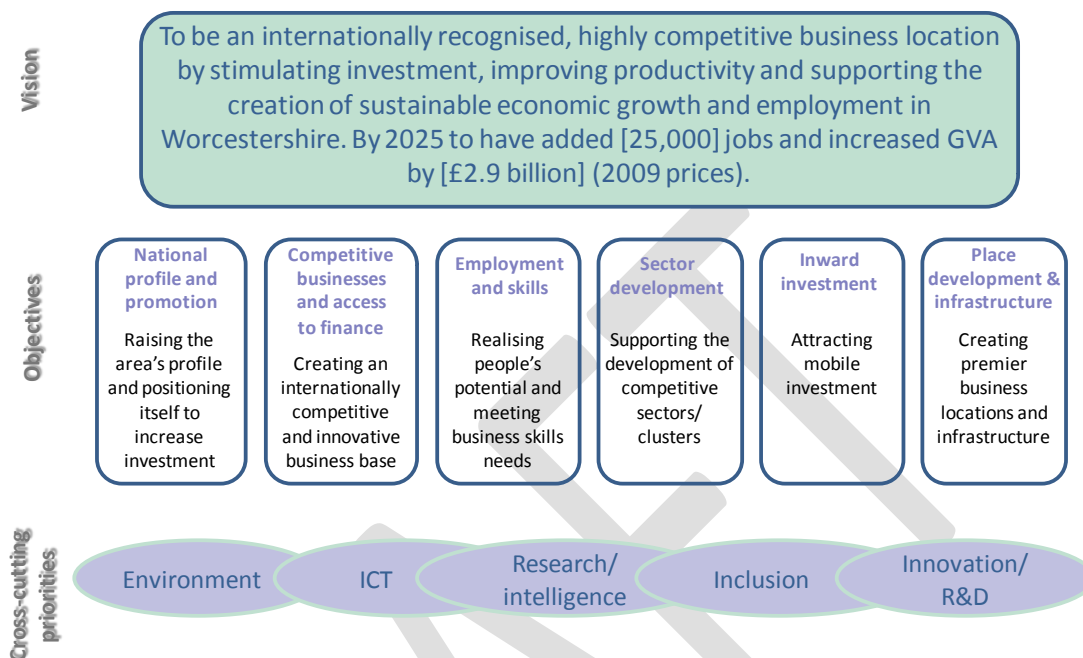 Vision
To be an internationally recognised, highly competitive business location
by stimulating investment, improving productivity and supporting the
creation of sustainable economic growth and employment in
Worcestershire. By 2025 to have added [25,000] jobs and increased GVA
by [£2.9 billion] (2009 prices).
Objectives
National
profile and
promotion
Raising the
area's profile
and positioning
itself to
increase
investment
Competitive
businesses
and access
to finance
Creating an
internationally
competitive
and innovative
business base
Employment
and skills
Realising
people's
potential and
meeting
business skills
needs
Sector
development
Supporting the
development of
competitive
sectors/
clusters
Inward
investment
Attracting
mobile
investment
Place
development &
infrastructure
Creating
premier
business
locations and
infrastructure
Cross-cutting
priorities
Environment
ICT
Research/
intelligence
Inclusion
Innovation/
R&D